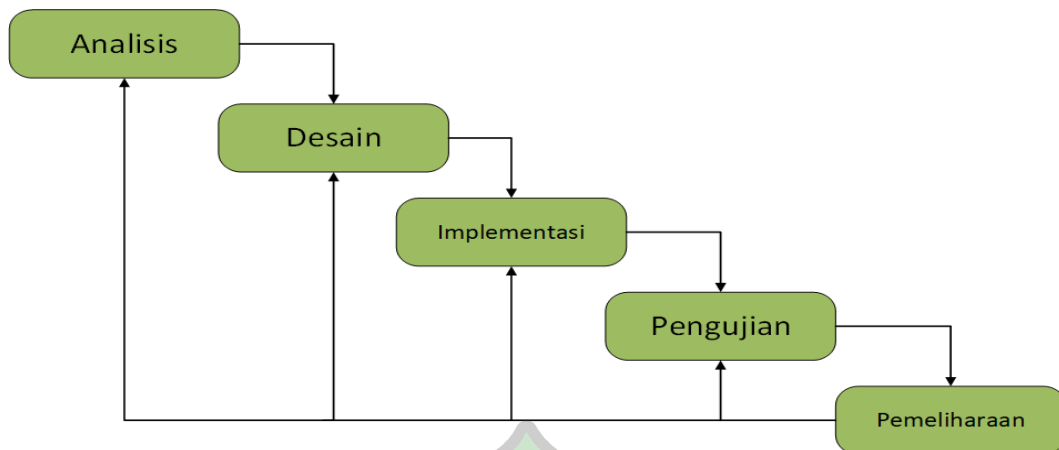 Analisis
Desain
Implementasi
Pengujian
Pemeliharaan